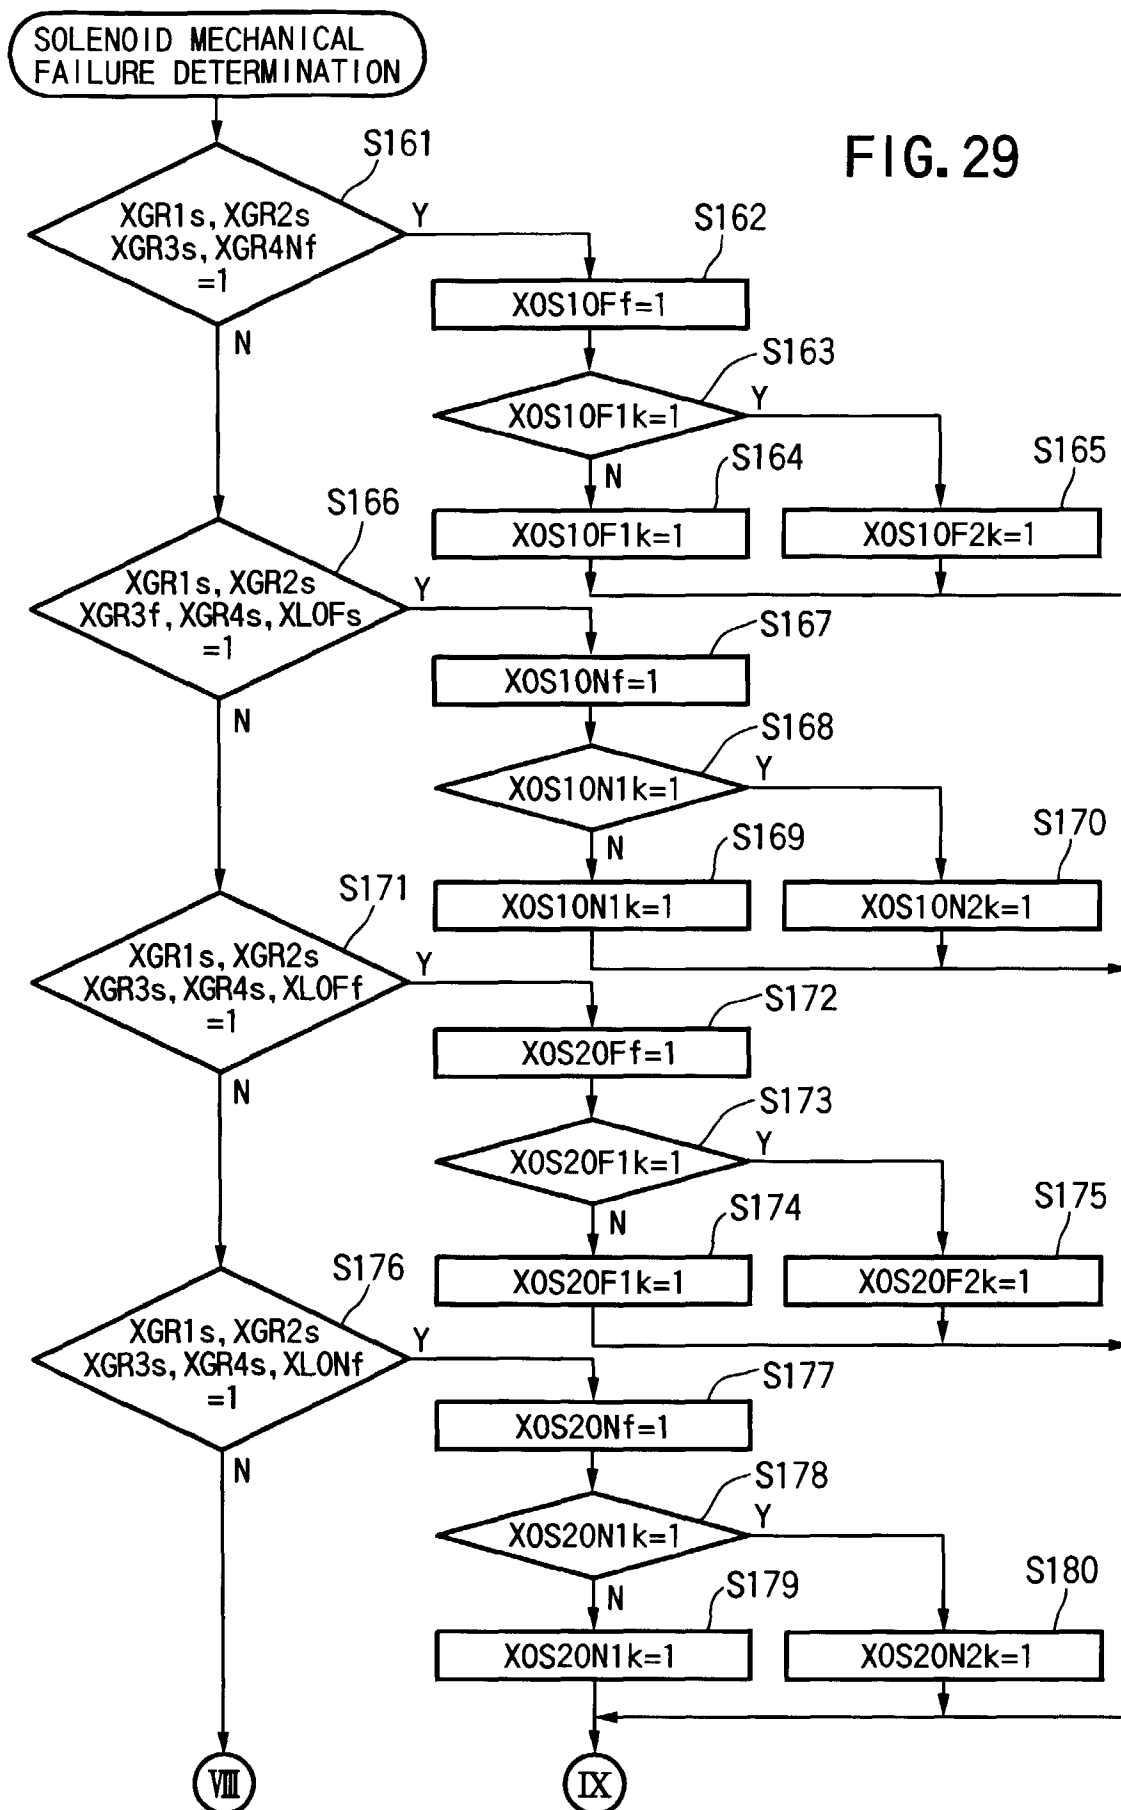 SOLENOID MECHANICAL
FAILURE DETERMINATION
FIG. 29
S161
XGR1s, XGR2s
XGR3s, XGR4Nf
=1
Y
N
S162
XOS1OFf=1
S163
XOS1OF1k=1
Y
N
S164
XOS1OF1k=1
S165
XOS1OF2k=1
S166
XGR1s, XGR2s
XGR3f, XGR4s, XLOFs
=1
Y
N
S167
XOS1ONf=1
S168
XOS1ON1k=1
Y
N
S169
XOS1ON1k=1
S170
XOS1ON2k=1
S171
XGR1s, XGR2s
XGR3s, XGR4s, XLOFf
=1
Y
N
S172
XOS2OFf=1
S173
XOS2OF1k=1
Y
N
S174
XOS2OF1k=1
S175
XOS2OF2k=1
S176
XGR1s, XGR2s
XGR3s, XGR4s, XLONf
=1
Y
N
S177
XOS2ONf=1
S178
XOS2ON1k=1
Y
N
S179
XOS2ON1k=1
S180
XOS2ON2k=1
VIII
IX